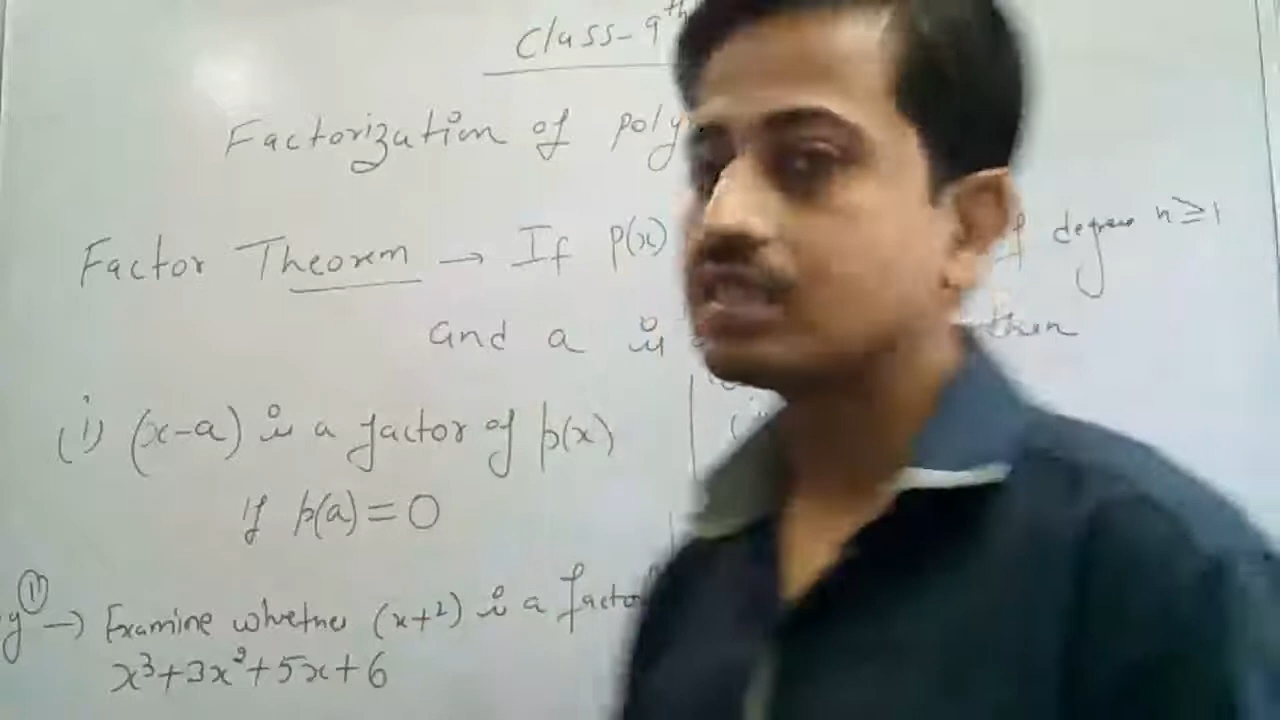 Class-9th
Factorization of poly
Factor Theorem → If p(x) of degree n≥1
and a is then
(i) (x-a) is a factor of p(x)
if p(a)=0
eg① → Examine whether (x+2) is a factor
x³+3x²+5x+6